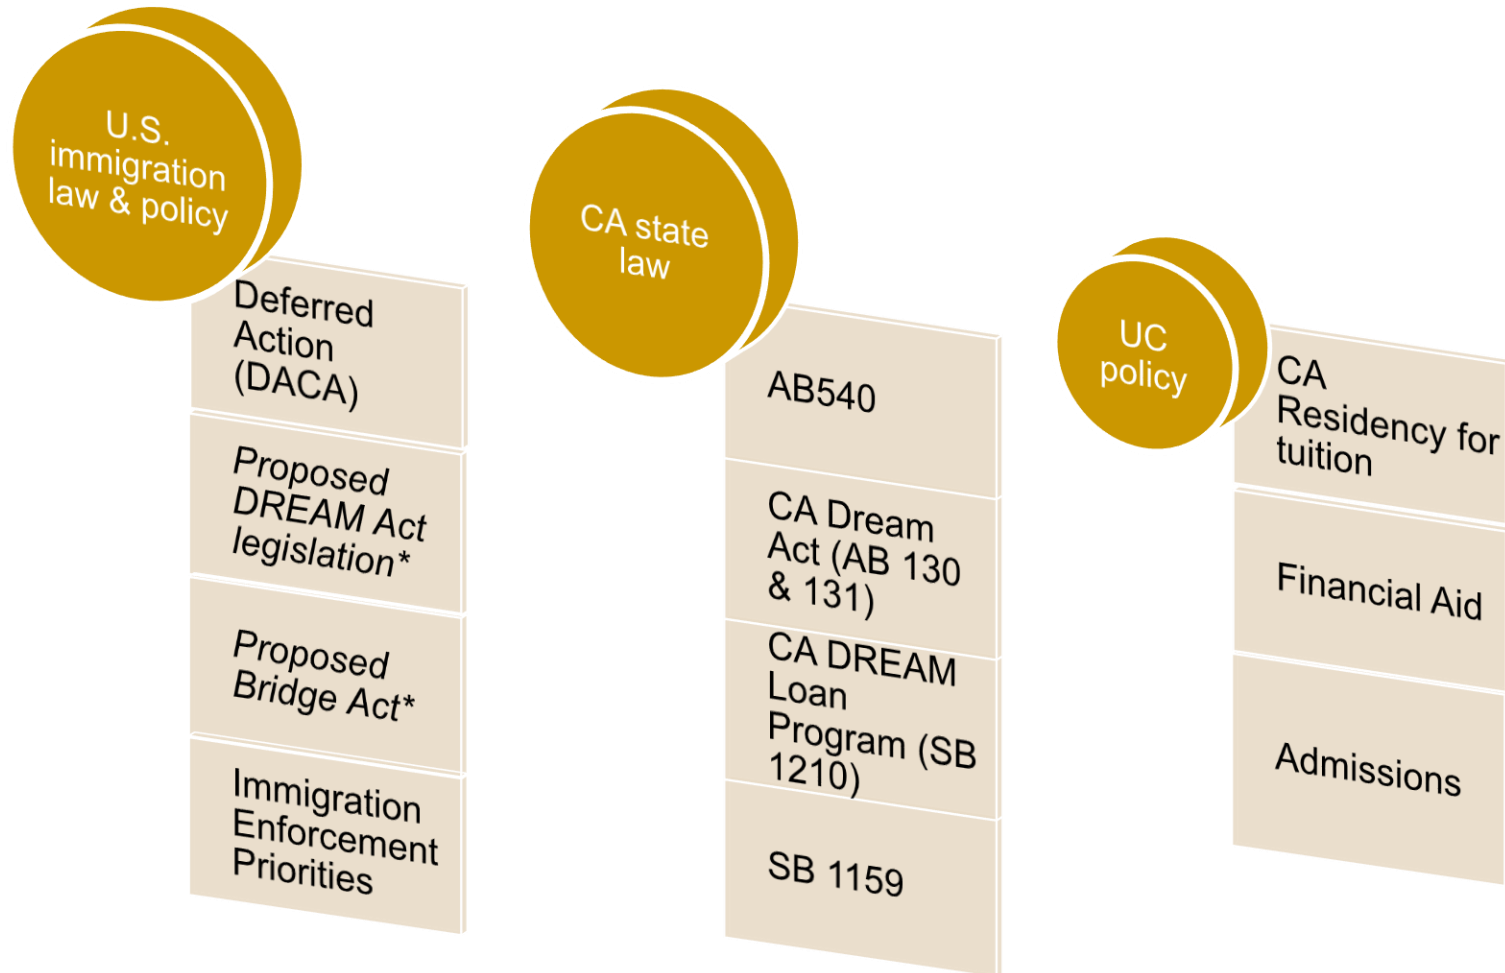 U.S.
immigration
law & policy
Deferred
Action
(DACA)
Proposed
DREAM Act
legislation*
Proposed
Bridge Act*
Immigration
Enforcement
Priorities
CA state
law
AB540
CA Dream
Act (AB 130
& 131)
CA DREAM
Loan
Program (SB
1210)
SB 1159
UC
policy
CA
Residency for
tuition
Financial Aid
Admissions